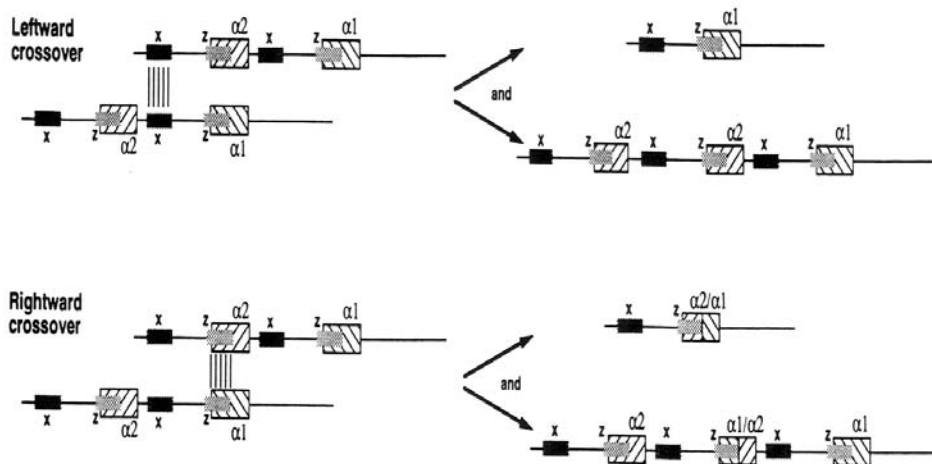 Leftward crossover
x z α2 x z α1
x z α2 x z α1
and
x z α1
x z α2 x z α2 x z α1
Rightward crossover
x z α2 x z α1
x z α2 x z α1
and
x z α2/α1
x z α2 x z α1/α2 x z α1